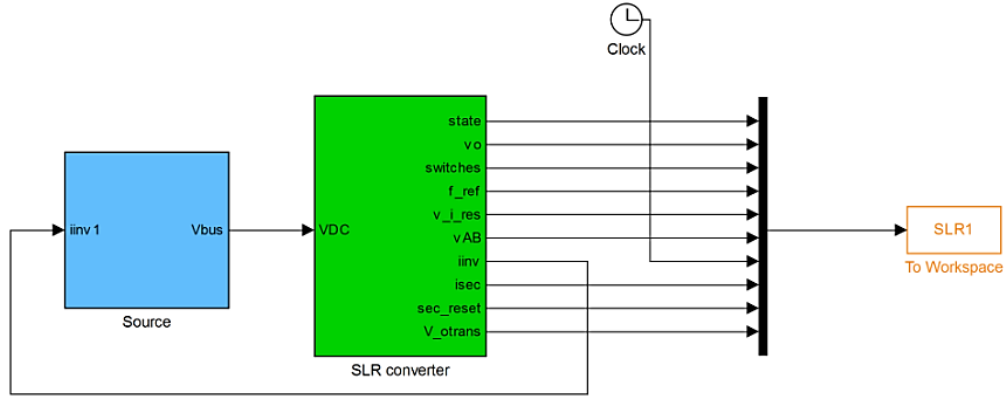 Clock
iinv1
Vbus
Source
VDC
state
vo
switches
f_ref
v_i_res
vAB
iinv
isec
sec_reset
V_otrans
SLR converter
SLR1
To Workspace